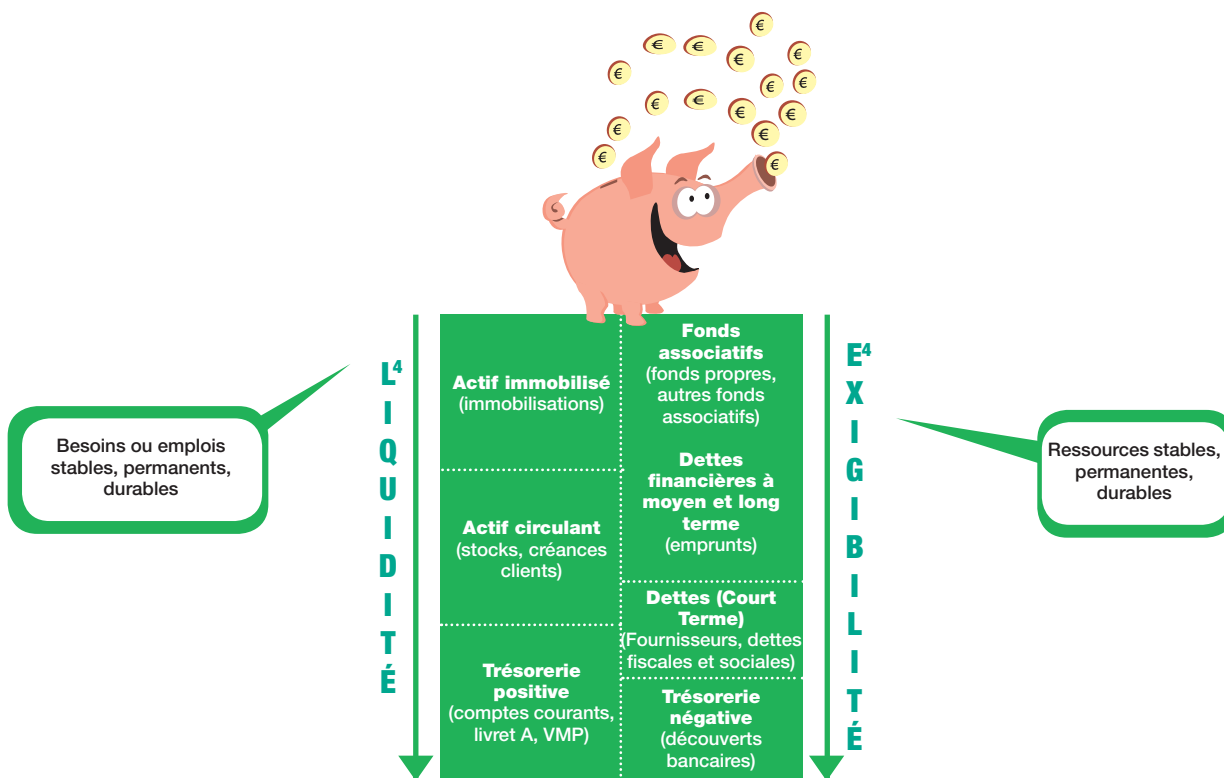 € € € € € € € € € € € € € € € € €
L⁴
I
Q
U
I
D
I
T
É
Besoins ou emplois
stables, permanents,
durables
Actif immobilisé
(immobilisations)
Actif circulant
(stocks, créances
clients)
Trésorerie
positive
(comptes courants,
livret A, VMP)
Fonds
associatifs
(fonds propres,
autres fonds
associatifs)
Dettes
financières à
moyen et long
terme
(emprunts)
Dettes (Court
Terme)
(Fournisseurs, dettes
fiscales et sociales)
Trésorerie
négative
(découverts
bancaires)
E⁴
X
I
G
I
B
I
L
I
T
É
Ressources stables,
permanentes,
durables